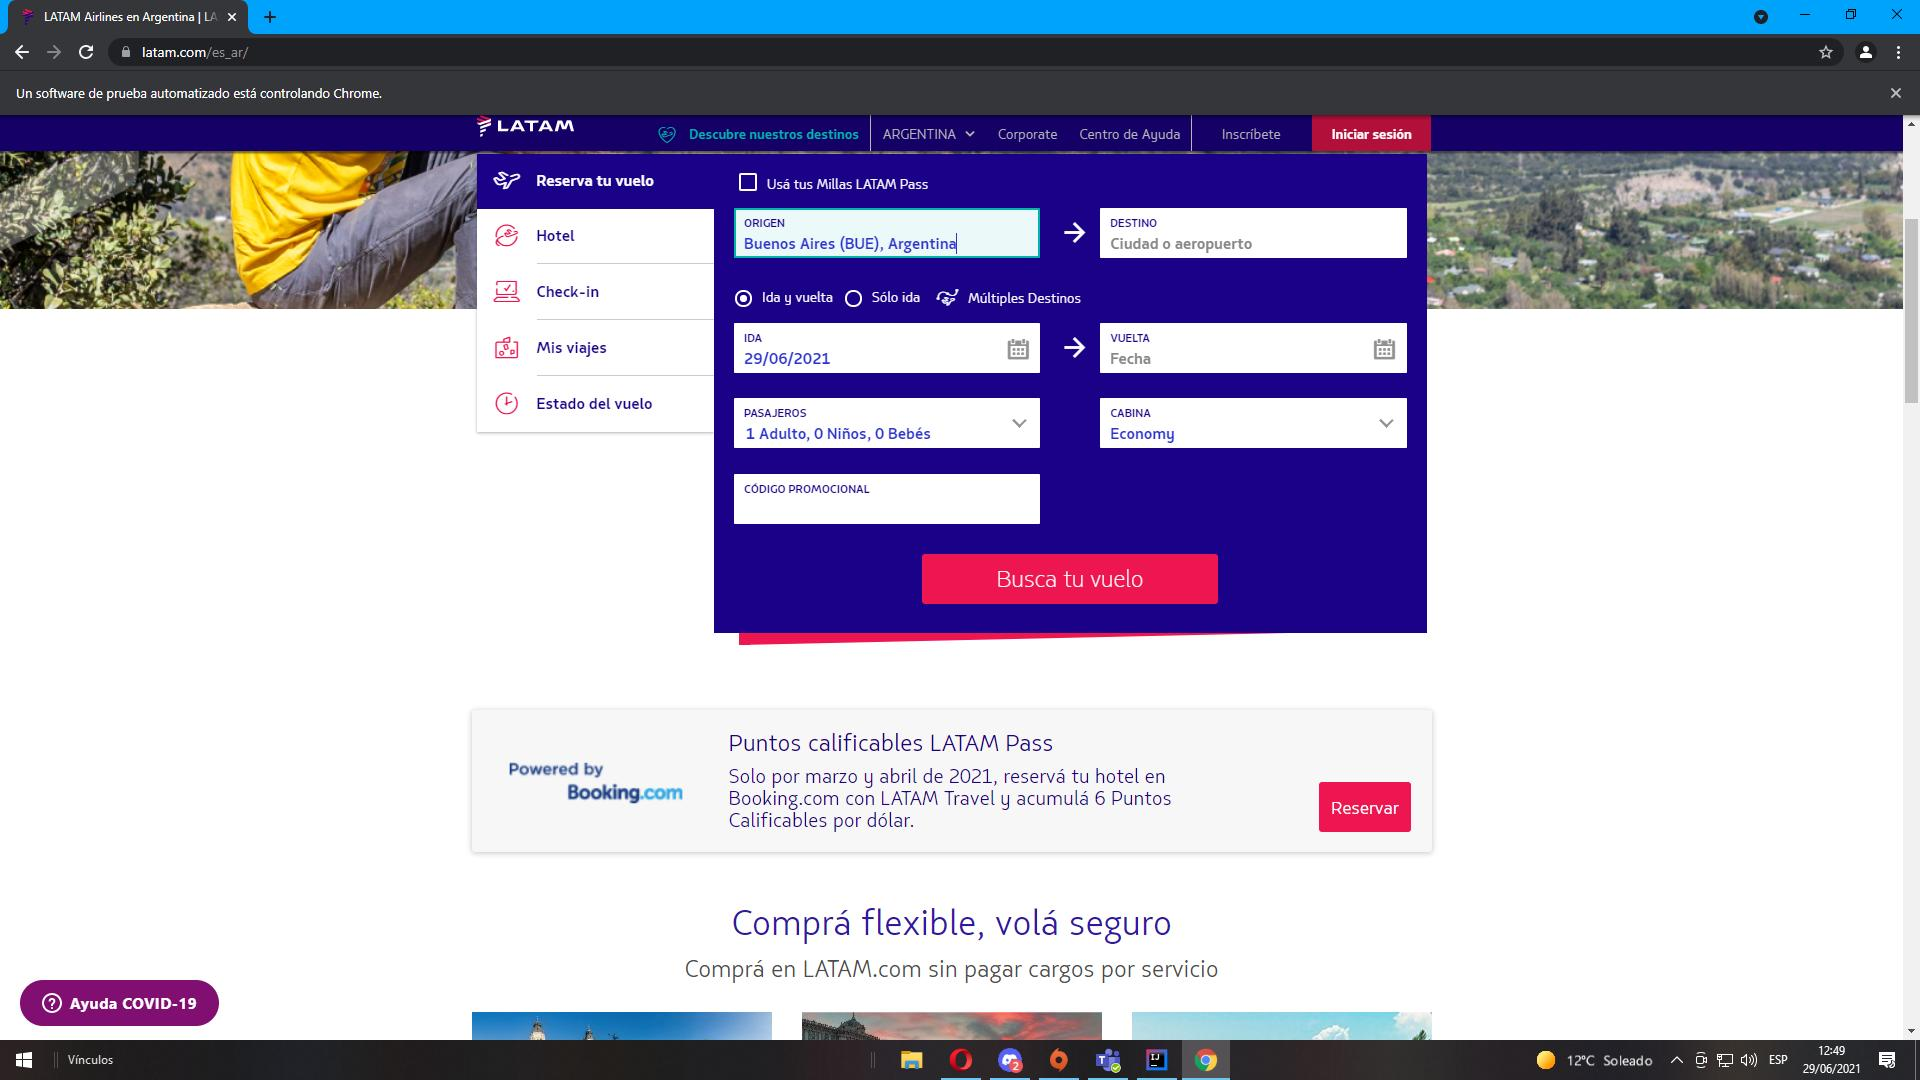 LATAM Airlines en Argentina | LA
latam.com/es_ar/
Un software de prueba automatizado está controlando Chrome.
LATAM
Descubre nuestros destinos
ARGENTINA
Corporate
Centro de Ayuda
Inscríbete
Iniciar sesión
Reserva tu vuelo
Hotel
Check-in
Mis viajes
Estado del vuelo
Usá tus Millas LATAM Pass
ORIGEN
Buenos Aires (BUE), Argentina
DESTINO
Ciudad o aeropuerto
Ida y vuelta
Sólo ida
Múltiples Destinos
IDA
29/06/2021
VUELTA
Fecha
PASAJEROS
1 Adulto, 0 Niños, 0 Bebés
CABINA
Economy
CÓDIGO PROMOCIONAL
Busca tu vuelo
Powered by
Booking.com
Puntos calificables LATAM Pass
Solo por marzo y abril de 2021, reservá tu hotel en
Booking.com con LATAM Travel y acumulá 6 Puntos
Calificables por dólar.
Reservar
Comprá flexible, volá seguro
Comprá en LATAM.com sin pagar cargos por servicio
Ayuda COVID-19
Vínculos
2
IJ
12°C Soleado
ESP
12:49
29/06/2021